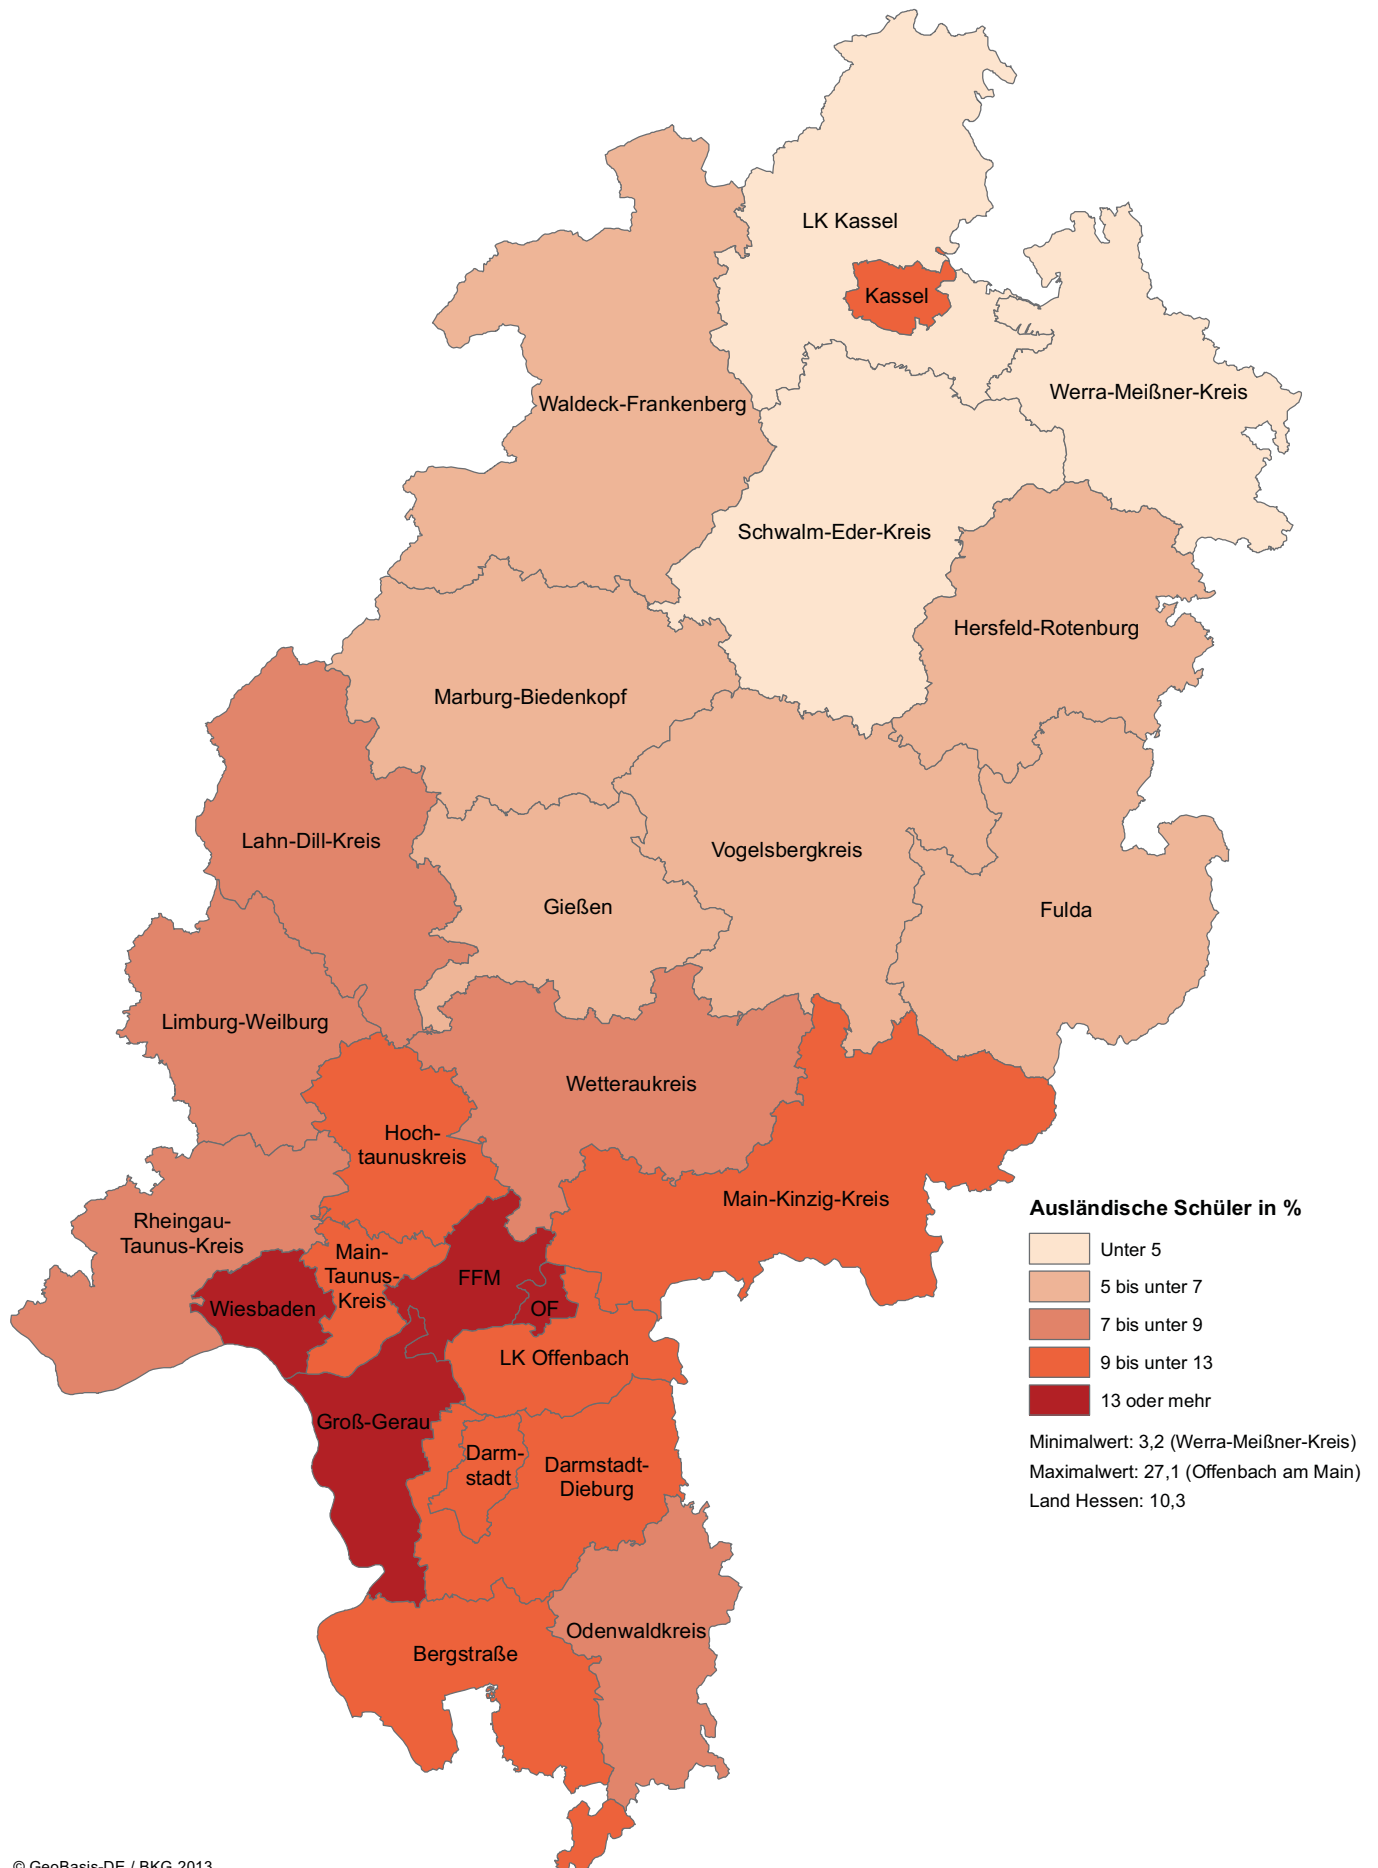 LK Kassel
Kassel
Werra-Meißner-Kreis
Waldeck-Frankenberg
Schwalm-Eder-Kreis
Hersfeld-Rotenburg
Marburg-Biedenkopf
Lahn-Dill-Kreis
Vogelsbergkreis
Gießen
Fulda
Limburg-Weilburg
Wetteraukreis
Hoch-
taunuskreis
Main-Kinzig-Kreis
Rheingau-
Taunus-Kreis
Main-
Taunus-
Kreis
FFM
Wiesbaden
OF
LK Offenbach
Groß-Gerau
Darm-
stadt
Darmstadt-
Dieburg
Odenwaldkreis
Bergstraße
Ausländische Schüler in %
Unter 5
5 bis unter 7
7 bis unter 9
9 bis unter 13
13 oder mehr
Minimalwert: 3,2 (Werra-Meißner-Kreis)
Maximalwert: 27,1 (Offenbach am Main)
Land Hessen: 10,3
© GeoBasis-DE / BKG 2013